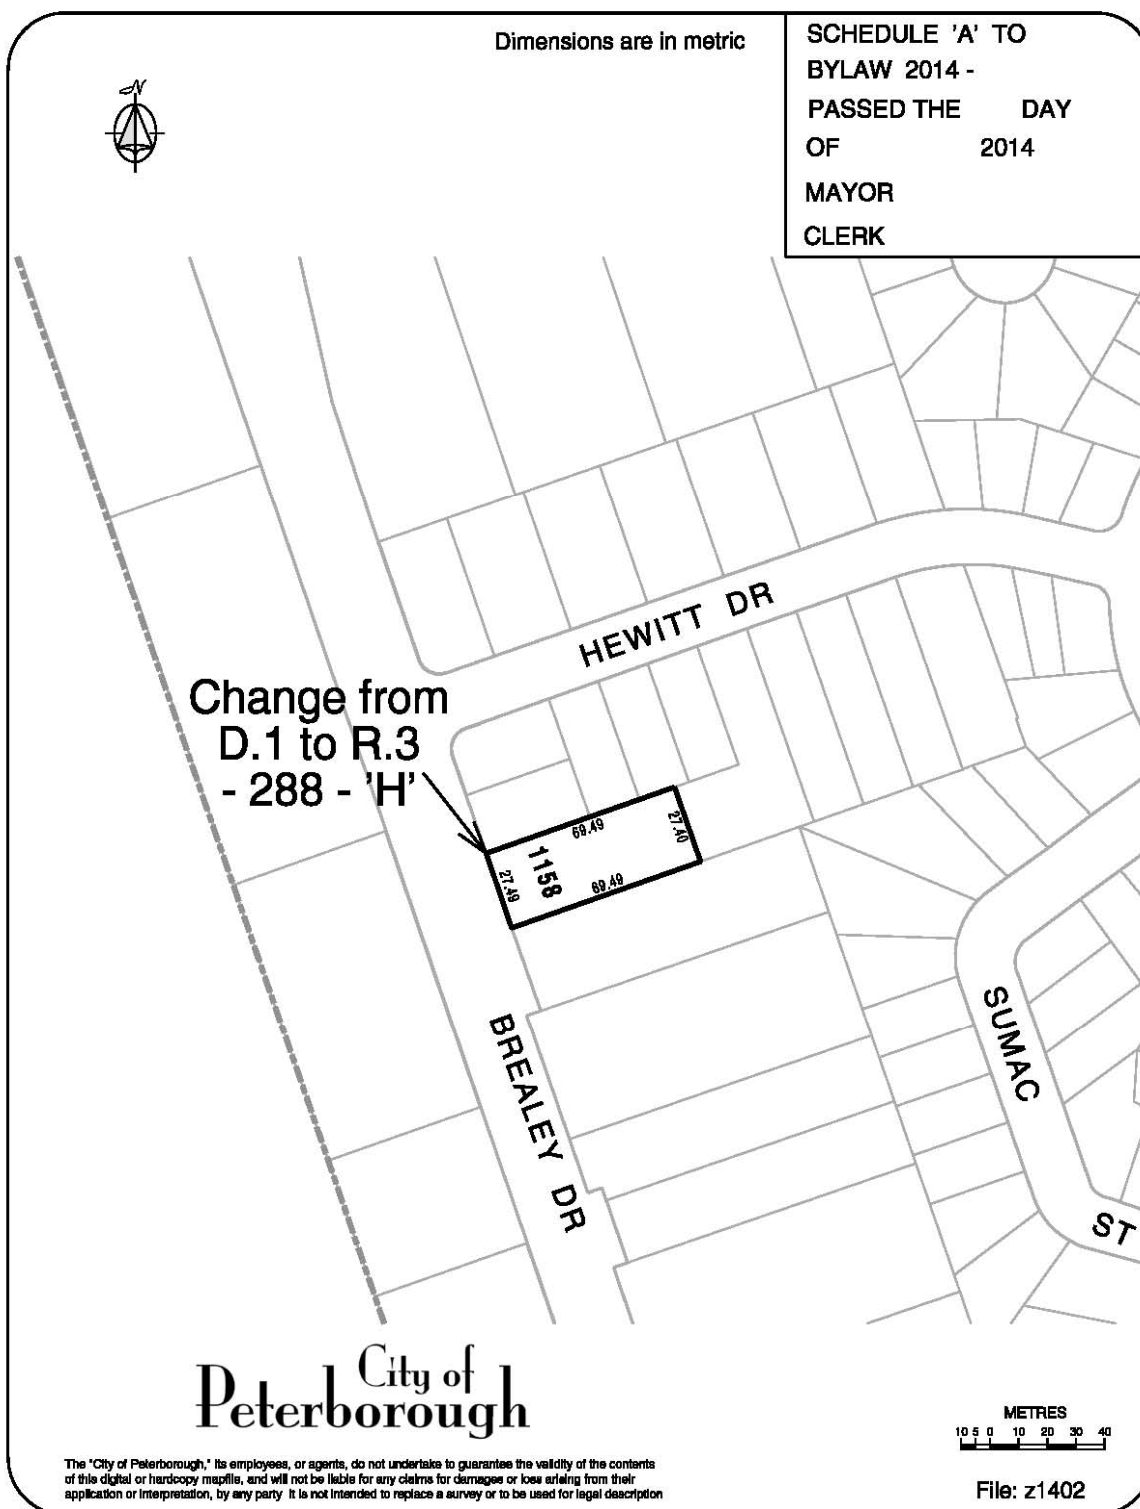 Dimensions are in metric
SCHEDULE 'A' TO
BYLAW 2014 -
PASSED THE DAY
OF 2014
MAYOR
CLERK
N
HEWITT DR
Change from
D.1 to R.3
- 288 - 'H'
69.49
27.40
1158
27.49
69.49
BREALEY DR
SUMAC
ST
City of
Peterborough
METRES
10 5 0 10 20 30 40
The "City of Peterborough," its employees, or agents, do not undertake to guarantee the validity of the contents
of this digital or hardcopy mapfile, and will not be liable for any claims for damages or loss arising from their
application or interpretation, by any party It is not intended to replace a survey or to be used for legal description
File: z1402